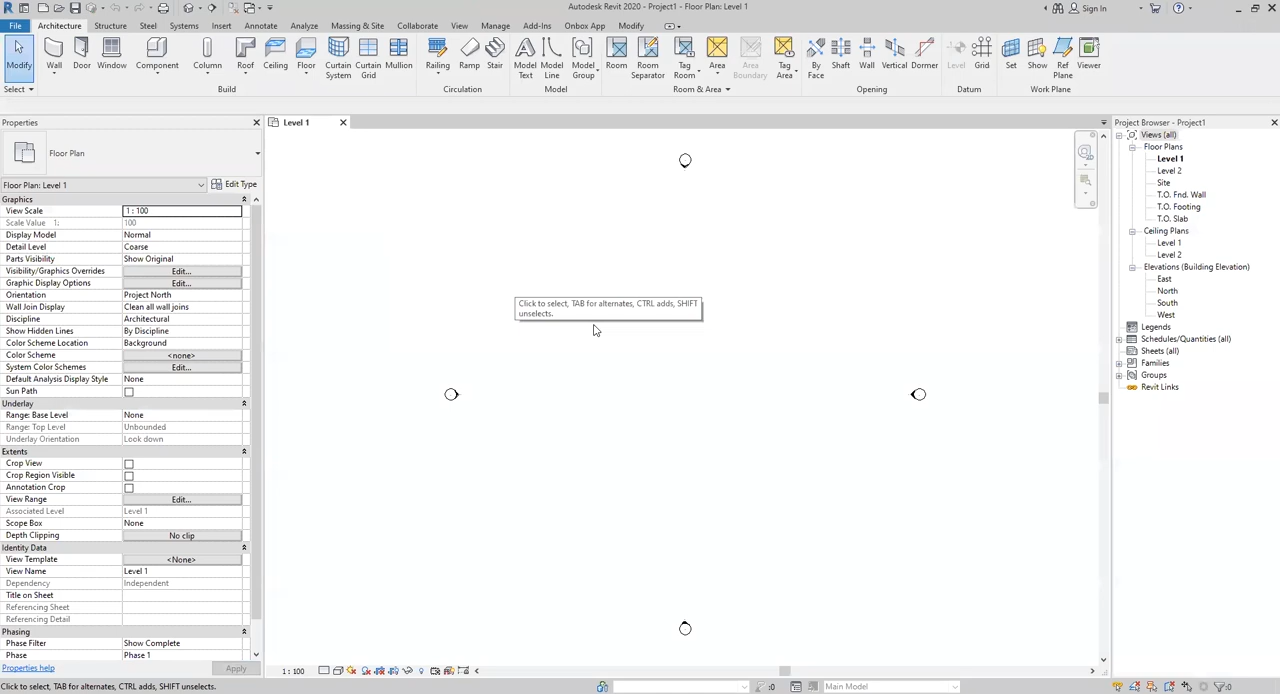 Autodesk Revit 2020 - Project1 - Floor Plan: Level 1
Sign In
File Architecture Structure Steel Systems Insert Annotate Analyze Massing & Site Collaborate View Manage Add-Ins Onbox App Modify
Modify Wall Door Window Component Column Roof Ceiling Floor Curtain System Curtain Grid Mullion Railing Ramp Stair Model Text Model Line Model Group Room Room Separator Tag Room Area Area Boundary Tag Area By Face Shaft Wall Vertical Dormer Level Grid Set Show Ref Plane Viewer
Select Build Circulation Model Room & Area Opening Datum Work Plane
Properties
Floor Plan
Floor Plan: Level 1 Edit Type
Graphics
View Scale 1 : 100
Scale Value 1: 100
Display Model Normal
Detail Level Coarse
Parts Visibility Show Original
Visibility/Graphics Overrides Edit...
Graphic Display Options Edit...
Orientation Project North
Wall Join Display Clean all wall joins
Discipline Architectural
Show Hidden Lines By Discipline
Color Scheme Location Background
Color Scheme <none>
System Color Schemes Edit...
Default Analysis Display Style None
Sun Path
Underlay
Range: Base Level None
Range: Top Level Unbounded
Underlay Orientation Look down
Extents
Crop View
Crop Region Visible
Annotation Crop
View Range Edit...
Associated Level Level 1
Scope Box None
Depth Clipping No clip
Identity Data
View Template <None>
View Name Level 1
Dependency Independent
Title on Sheet
Referencing Sheet
Referencing Detail
Phasing
Phase Filter Show Complete
Phase Phase 1
Properties help Apply
Level 1
Click to select, TAB for alternates, CTRL adds, SHIFT
unselects.
1 : 100
Project Browser - Project1
Views (all)
Floor Plans
Level 1
Level 2
Site
T.O. Fnd. Wall
T.O. Footing
T.O. Slab
Ceiling Plans
Level 1
Level 2
Elevations (Building Elevation)
East
North
South
West
Legends
Schedules/Quantities (all)
Sheets (all)
Families
Groups
Revit Links
Click to select, TAB for alternates, CTRL adds, SHIFT unselects. :0 Main Model :0